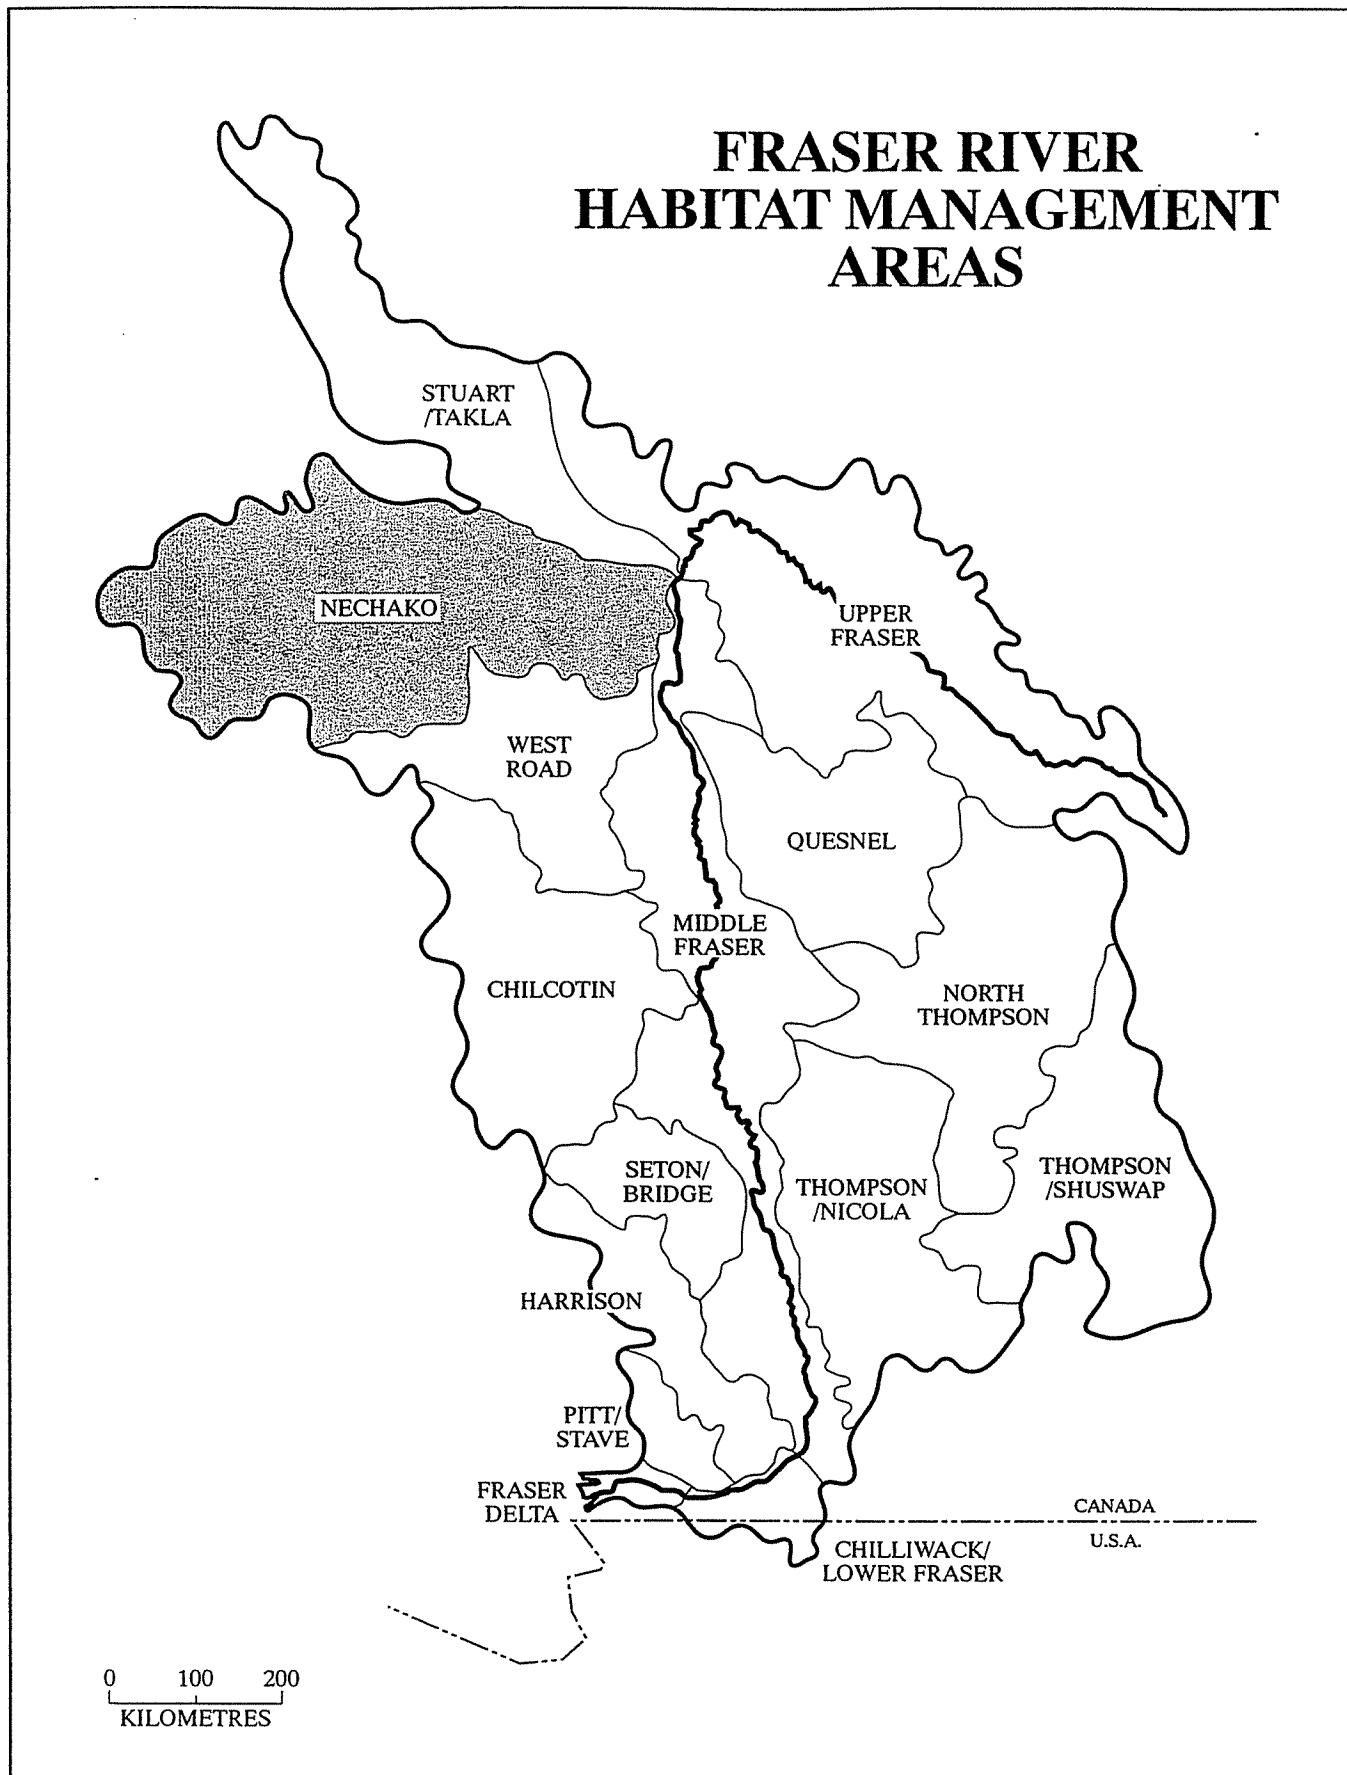 FRASER RIVER
HABITAT MANAGEMENT
AREAS
STUART
/TAKLA
NECHAKO
UPPER
FRASER
WEST
ROAD
QUESNEL
MIDDLE
FRASER
CHILCOTIN
NORTH
THOMPSON
SETON/
BRIDGE
THOMPSON
/NICOLA
THOMPSON
/SHUSWAP
HARRISON
PITT/
STAVE
FRASER
DELTA
CANADA
U.S.A.
CHILLIWACK/
LOWER FRASER
0 100 200
KILOMETRES